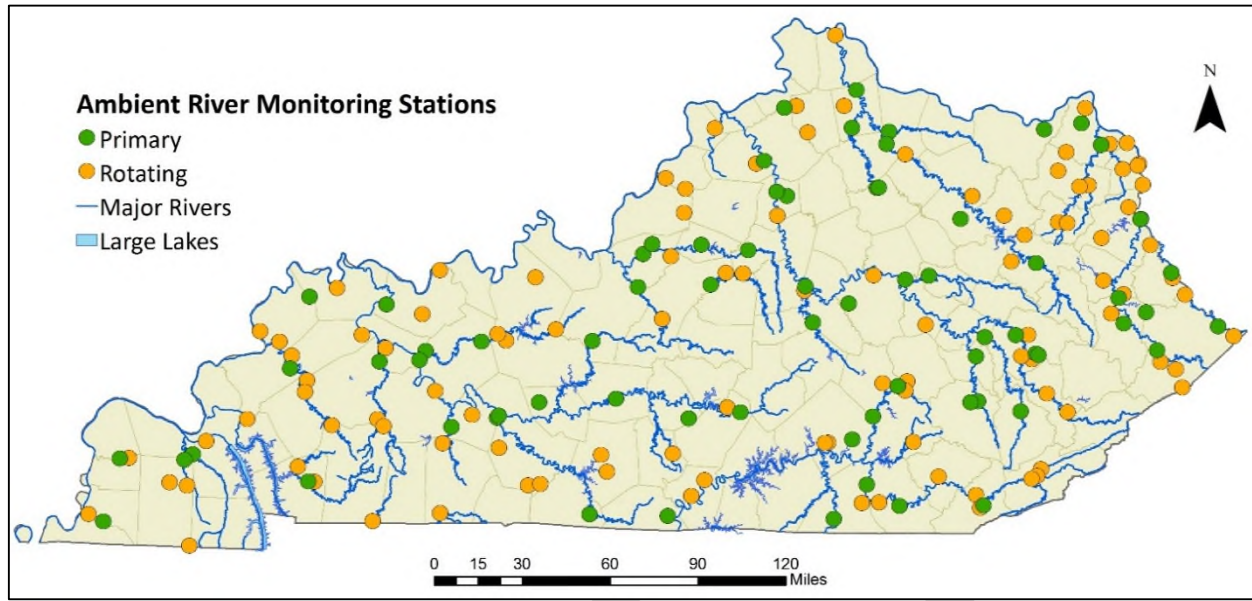 Ambient River Monitoring Stations
Primary
Rotating
Major Rivers
Large Lakes
N
0 15 30 60 90 120
Miles